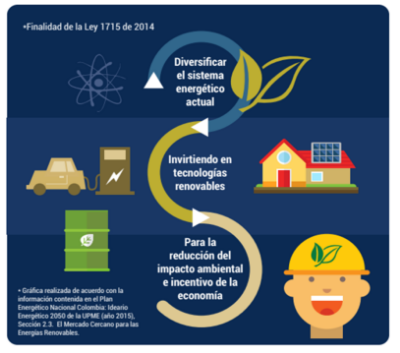 •Finalidad de la Ley 1715 de 2014
Diversificar
el sistema
energético
actual
Invirtiendo en
tecnologías
renovables
Para la
reducción del
impacto ambiental
e incentivo de la
economía
• Gráfica realizada de acuerdo con la
información contenida en el Plan
Energético Nacional Colombia: Ideario
Energético 2050 de la UPME (año 2015),
Sección 2.3. El Mercado Cercano para las
Energías Renovables.